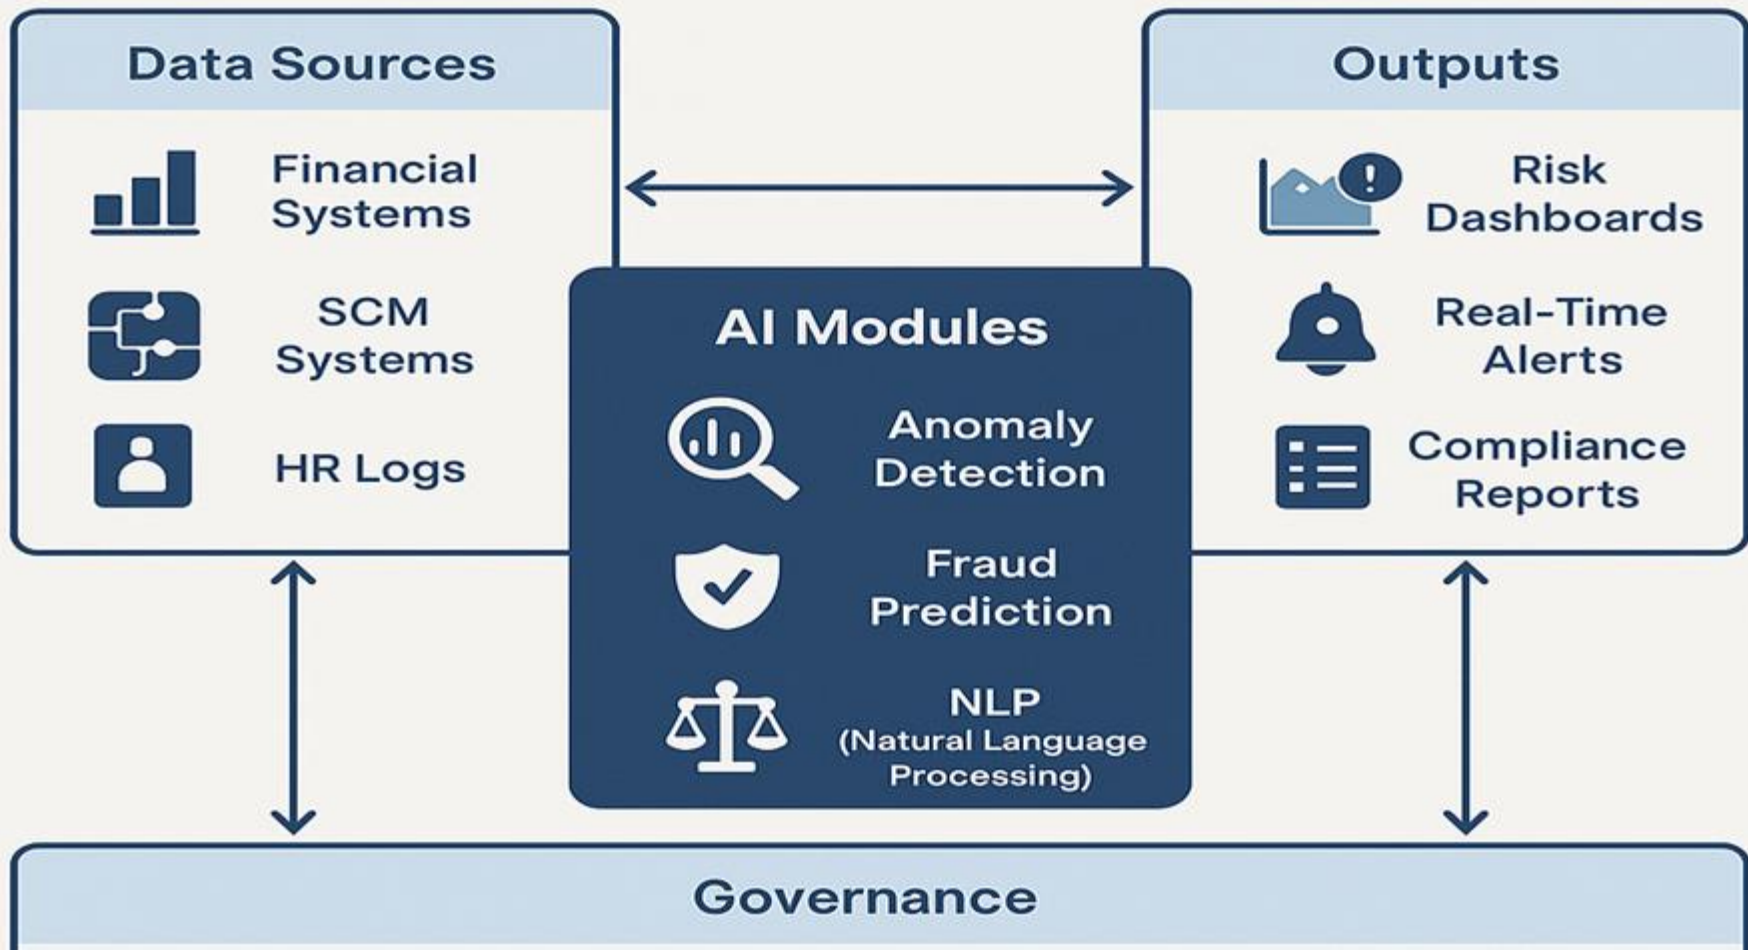 Data Sources
Financial
Systems
SCM
Systems
HR Logs
AI Modules
Anomaly
Detection
Fraud
Prediction
NLP
(Natural Language
Processing)
Outputs
Risk
Dashboards
Real-Time
Alerts
Compliance
Reports
Governance